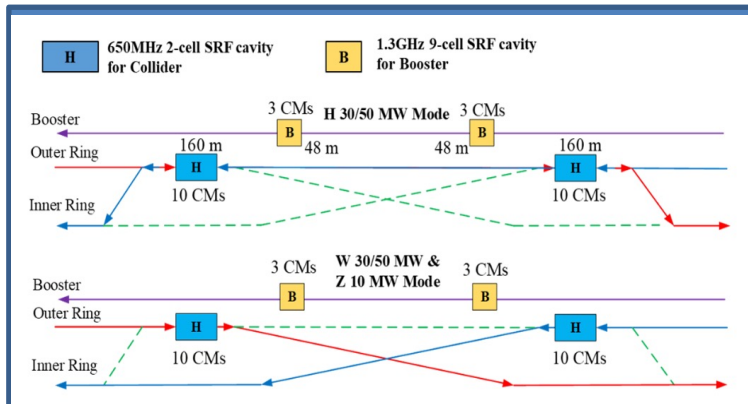 H
650MHz 2-cell SRF cavity
for Collider
B
1.3GHz 9-cell SRF cavity
for Booster
3 CMs
H 30/50 MW Mode
3 CMs
Booster
B
B
Outer Ring
160 m
48 m
48 m
160 m
H
H
10 CMs
10 CMs
Inner Ring
W 30/50 MW &
Z 10 MW Mode
3 CMs
3 CMs
Booster
B
B
Outer Ring
H
H
10 CMs
10 CMs
Inner Ring